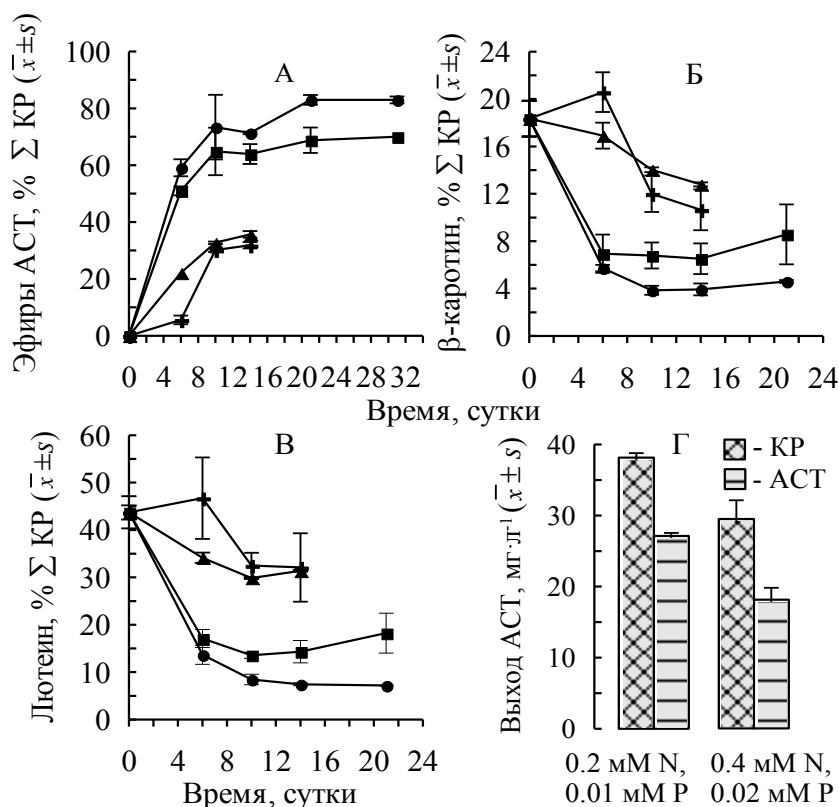 Эфиры АСТ, % ∑ КР (x̄±s)
100
80
60
40
20
0
А
0 4 8 12 16 20 24 28 32
β-каротин, % ∑ КР (x̄±s)
24
20
16
12
8
4
0
Б
0 4 8 12 16 20 24
Время, сутки
Лютеин, % ∑ КР (x̄±s)
60
50
40
30
20
10
0
В
0 4 8 12 16 20 24
Время, сутки
Выход АСТ, мг·л⁻¹ (x̄ ± s)
40
30
20
10
0
Г
- КР
- АСТ
0.2 мМ N,
0.01 мМ P
0.4 мМ N,
0.02 мМ P